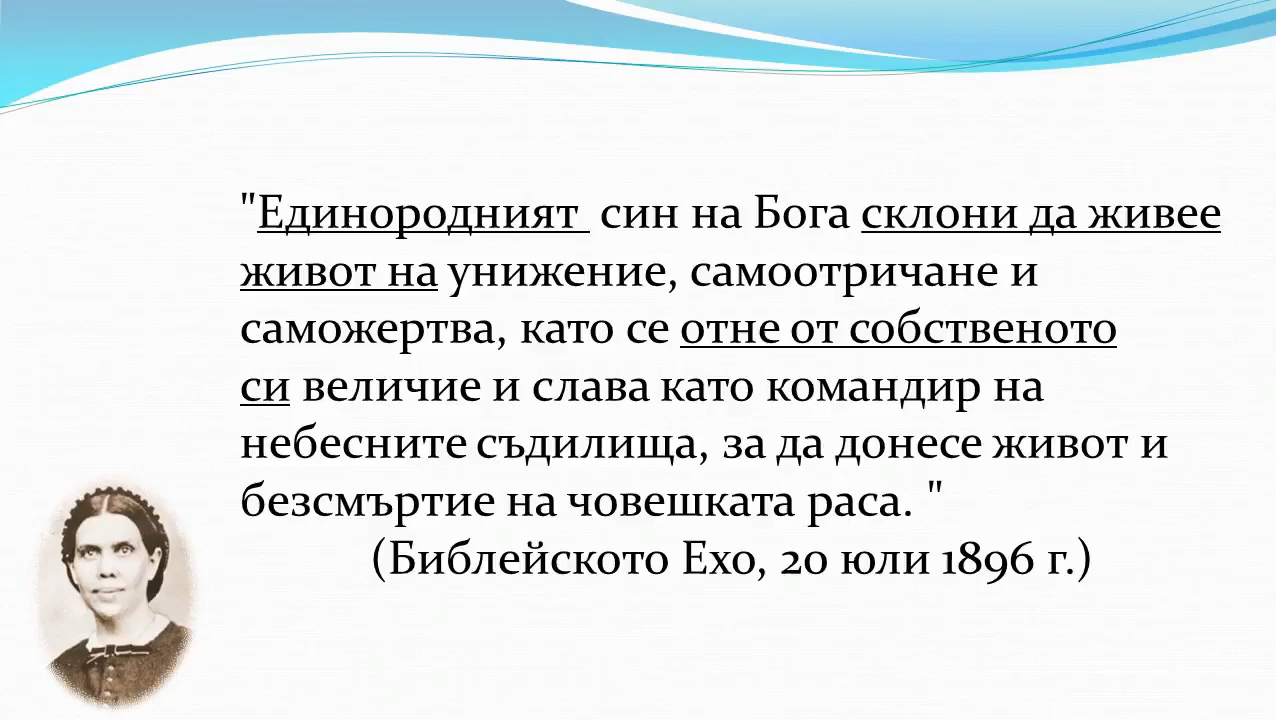 "Единородният  син на Бога склони да живее
живот на унижение, самоотричане и
саможертва, като се отне от собственото
си величие и слава като командир на
небесните съдилища, за да донесе живот и
безсмъртие на човешката раса. "
(Библейското Ехо, 20 юли 1896 г.)